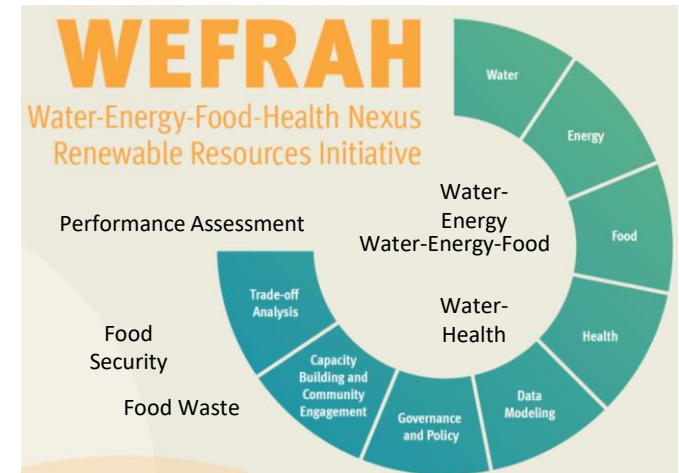 WEFRAH
Water-Energy-Food-Health Nexus
Renewable Resources Initiative
Water
Energy
Food
Health
Data
Modeling
Governance
and Policy
Capacity
Building and
Community
Engagement
Trade-off
Analysis
Water-
Energy
Water-Energy-Food
Water-
Health
Performance Assessment
Food
Security
Food Waste